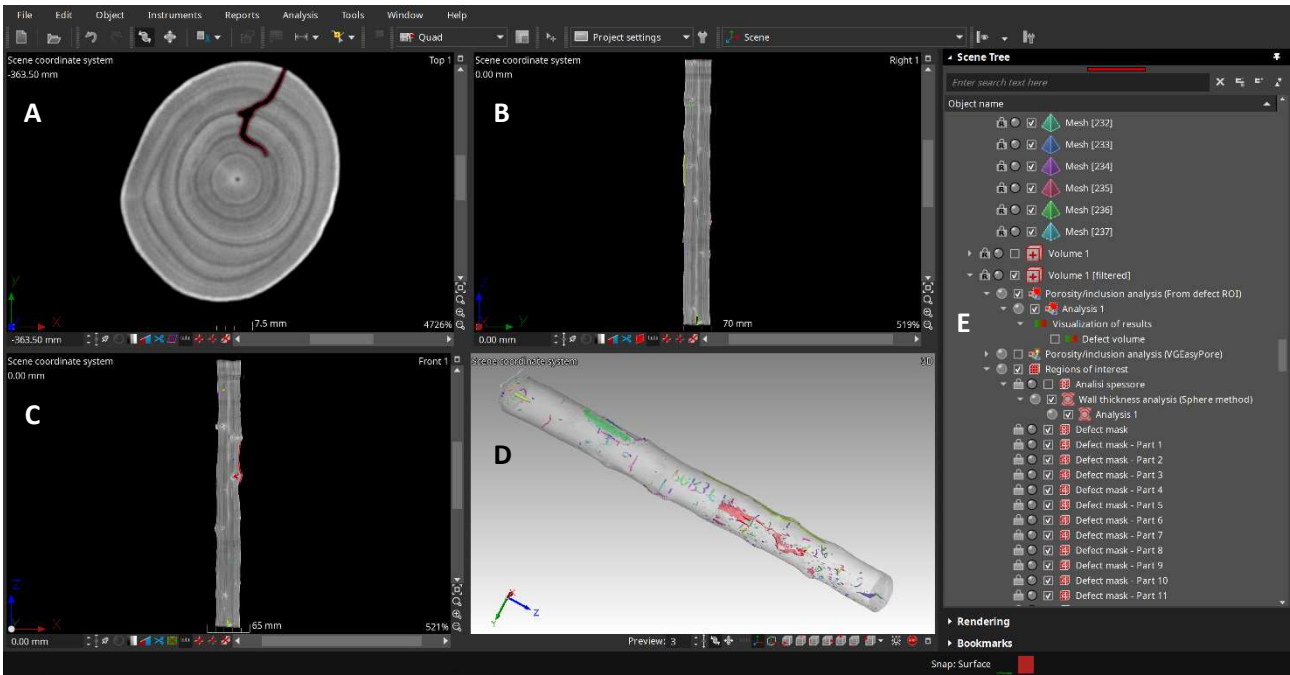 File Edit Object Instruments Reports Analysis Tools Window Help
Quad Project settings Scene
Scene coordinate system Top 1
-363.50 mm
A
7.5 mm
-363.50 mm 4726%
Scene coordinate system Right 1
0.00 mm
B
70 mm
0.00 mm 519%
Scene coordinate system Front 1
0.00 mm
C
65 mm
0.00 mm 521%
Scene coordinate system 3D
D
Preview: 3
Scene Tree
Enter search text here
Object name
Mesh [232]
Mesh [233]
Mesh [234]
Mesh [235]
Mesh [236]
Mesh [237]
Volume 1
Volume 1 [filtered]
Porosity/inclusion analysis (From defect ROI)
Analysis 1
E
Visualization of results
Defect volume
Porosity/inclusion analysis (VGEasyPore)
Regions of interest
Analisi spessore
Wall thickness analysis (Sphere method)
Analysis 1
Defect mask
Defect mask - Part 1
Defect mask - Part 2
Defect mask - Part 3
Defect mask - Part 4
Defect mask - Part 5
Defect mask - Part 6
Defect mask - Part 7
Defect mask - Part 8
Defect mask - Part 9
Defect mask - Part 10
Defect mask - Part 11
Rendering
Bookmarks
Snap: Surface